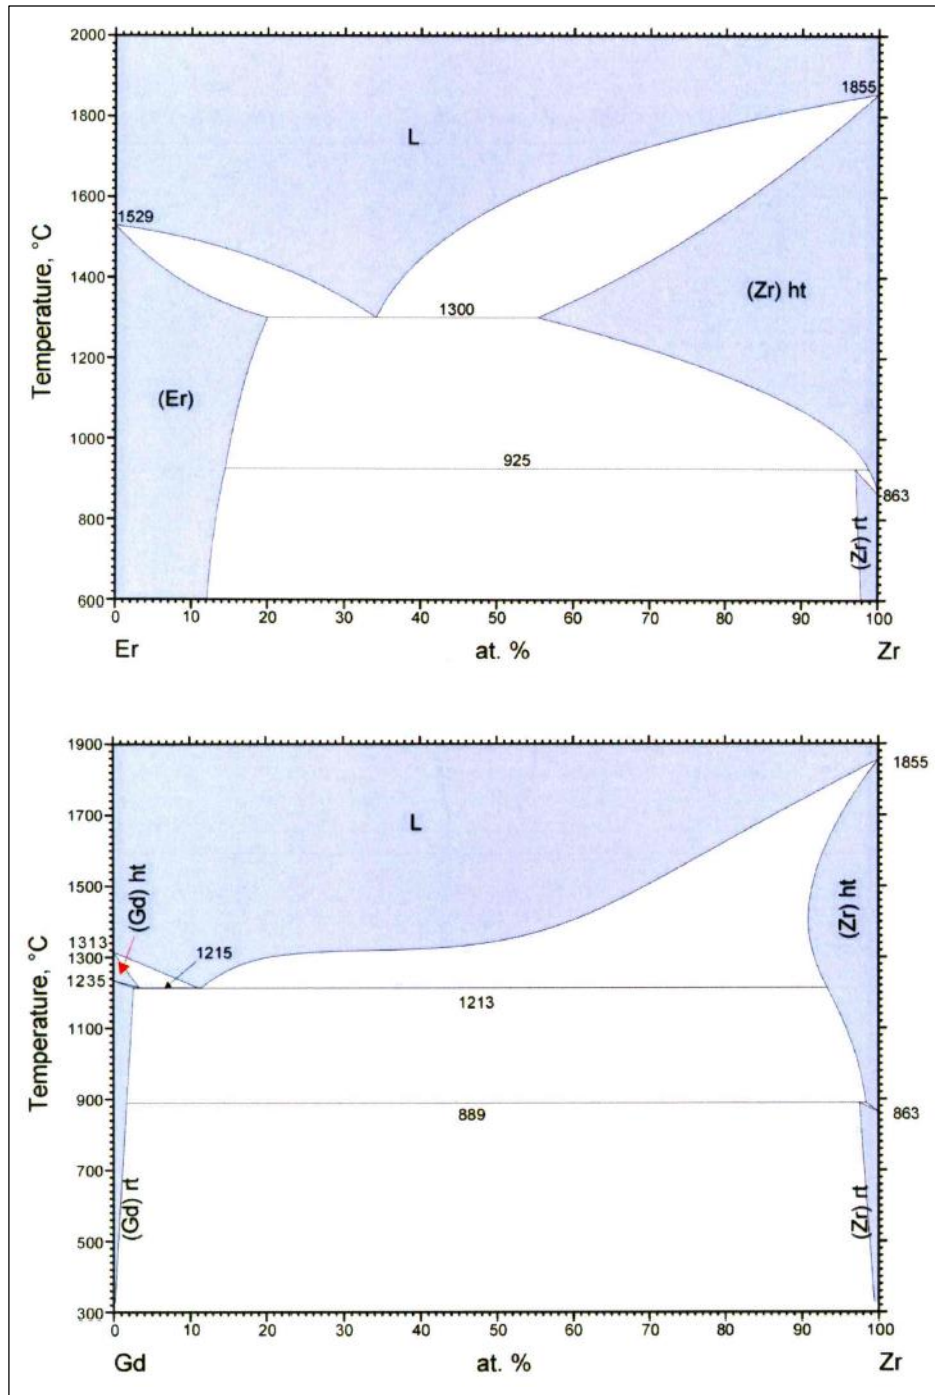 2000
1855
1800
L
1600
1529
1400
(Zr) ht
1300
1200
(Er)
1000
925
863
800
(Zr) rt
600
Temperature, °C
0 10 20 30 40 50 60 70 80 90 100
Er at. % Zr
1900
1855
1700
L
(Gd) ht
1500
(Zr) ht
1313
1300
1215
1235
1213
1100
900
889
863
700
(Gd) rt
(Zr) rt
500
300
Temperature, °C
0 10 20 30 40 50 60 70 80 90 100
Gd at. % Zr